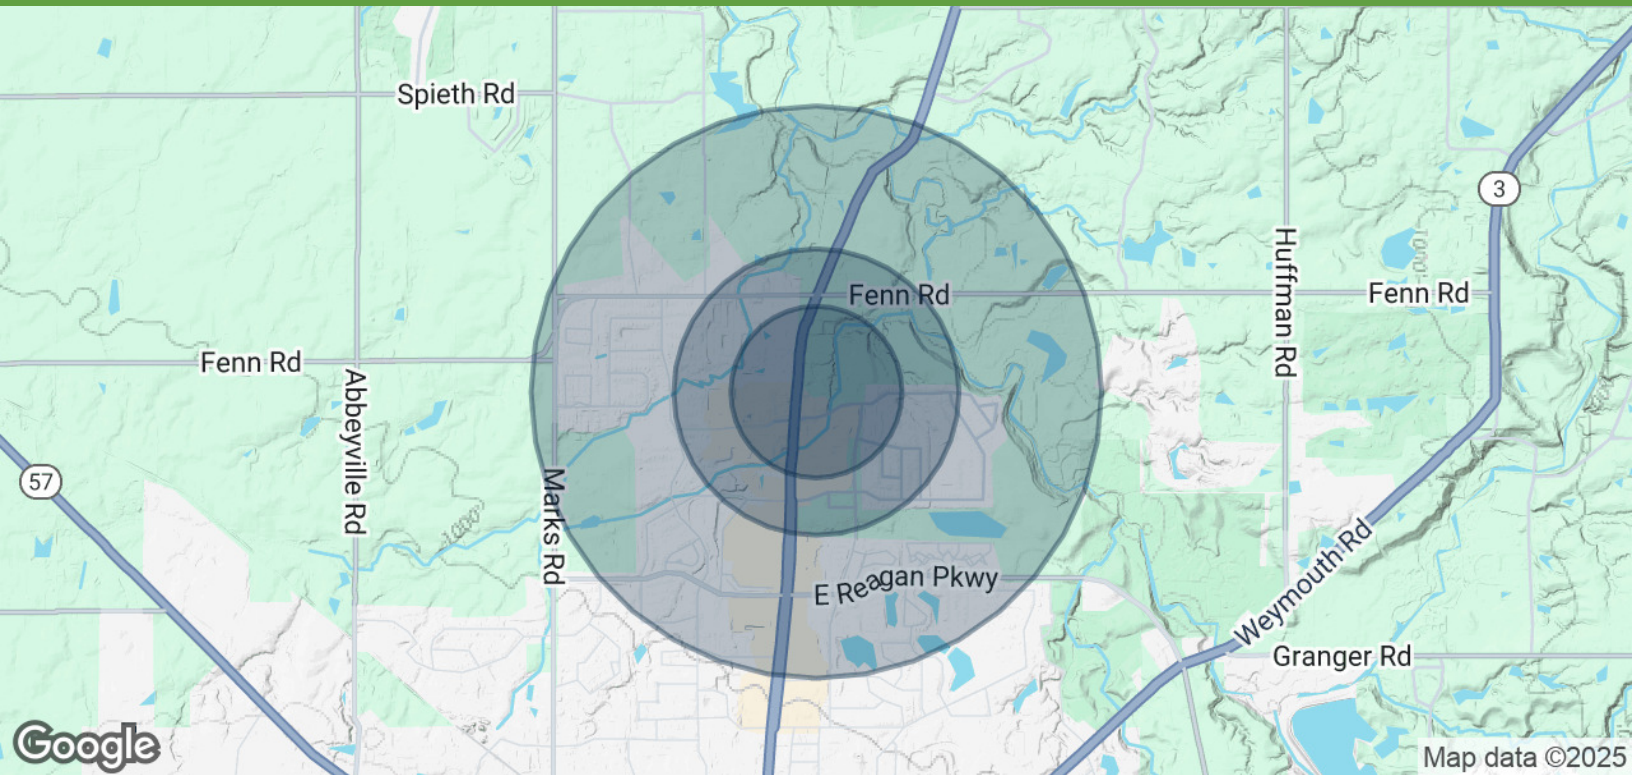 Spieth Rd
3
Huffman Rd
Fenn Rd
Fenn Rd
Fenn Rd
Abbeyville Rd
57
Marks Rd
1000'
E Reagan Pkwy
Weymouth Rd
Granger Rd
Google
Map data ©2025